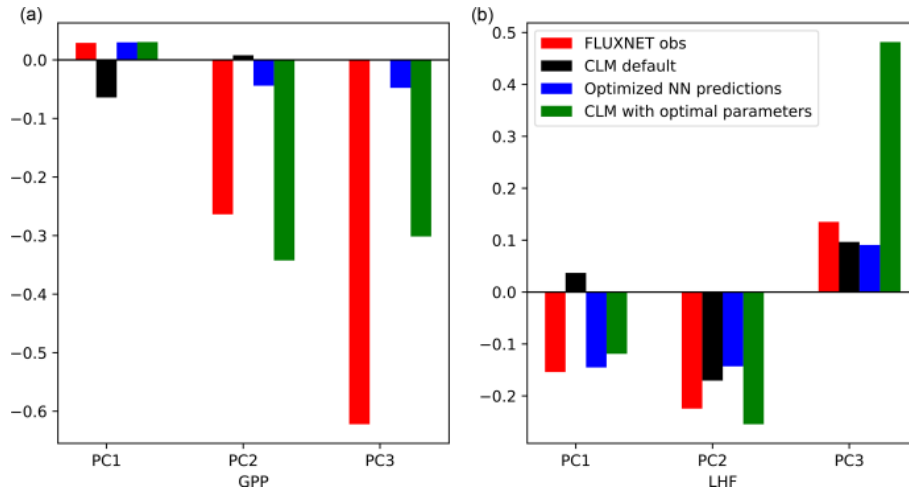 (a)
0.0
−0.1
−0.2
−0.3
−0.4
−0.5
−0.6
PC1
PC2
PC3
GPP
(b)
0.5
0.4
0.3
0.2
0.1
0.0
−0.1
−0.2
FLUXNET obs
CLM default
Optimized NN predictions
CLM with optimal parameters
PC1
PC2
PC3
LHF